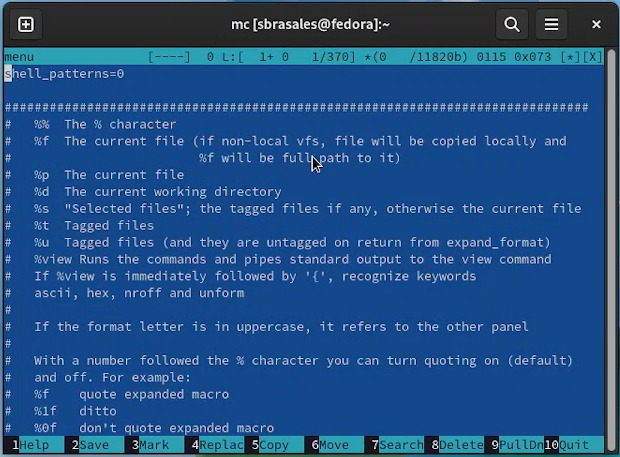 mc [sbrasales@fedora]:~
menu [----] 0 L:[ 1+ 0 1/370] *(0 /11820b) 0115 0x073 [*][X]
shell_patterns=0
###############################################################################
# %% The % character
# %f The current file (if non-local vfs, file will be copied locally and
# %f will be full path to it)
# %p The current file
# %d The current working directory
# %s "Selected files"; the tagged files if any, otherwise the current file
# %t Tagged files
# %u Tagged files (and they are untagged on return from expand_format)
# %view Runs the commands and pipes standard output to the view command
# If %view is immediately followed by '{', recognize keywords
# ascii, hex, nroff and unform
#
# If the format letter is in uppercase, it refers to the other panel
#
# With a number followed the % character you can turn quoting on (default)
# and off. For example:
# %f quote expanded macro
# %1f ditto
# %0f don't quote expanded macro
1Help 2Save 3Mark 4Replac 5Copy 6Move 7Search 8Delete 9PullDn 10Quit